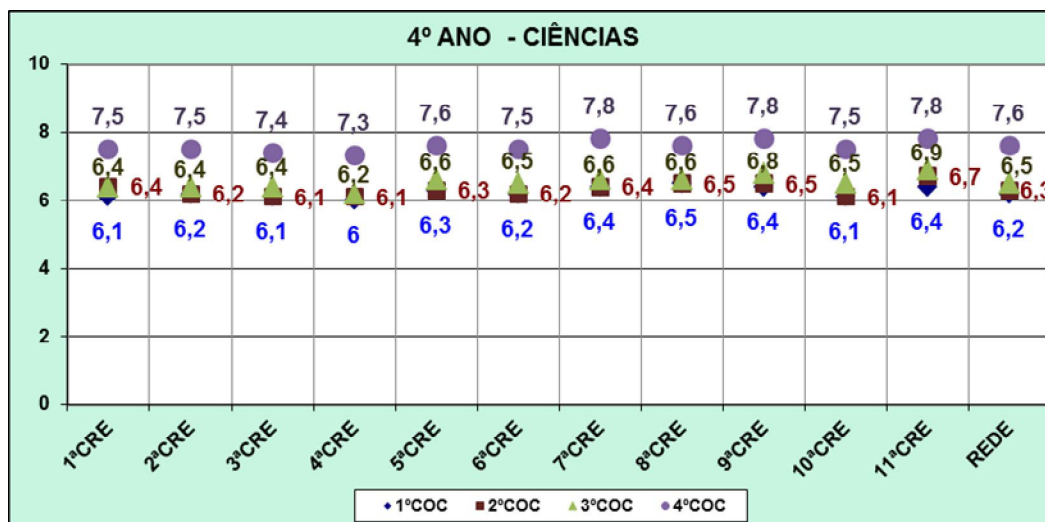 4º ANO - CIÊNCIAS
10
7,5 7,5 7,4 7,3 7,6 7,5 7,8 7,6 7,8 7,5 7,8 7,6
8
6,4 6,4 6,4 6,2 6,6 6,5 6,6 6,6 6,8 6,5 6,9 6,5
6,4 6,2 6,1 6,1 6,3 6,2 6,4 6,5 6,5 6,1 6,7 6,3
6
6,1 6,2 6,1 6 6,3 6,2 6,4 6,5 6,4 6,1 6,4 6,2
4
2
0
1ªCRE 2ªCRE 3ªCRE 4ªCRE 5ªCRE 6ªCRE 7ªCRE 8ªCRE 9ªCRE 10ªCRE 11ªCRE REDE
1ºCOC 2ºCOC 3ºCOC 4ºCOC